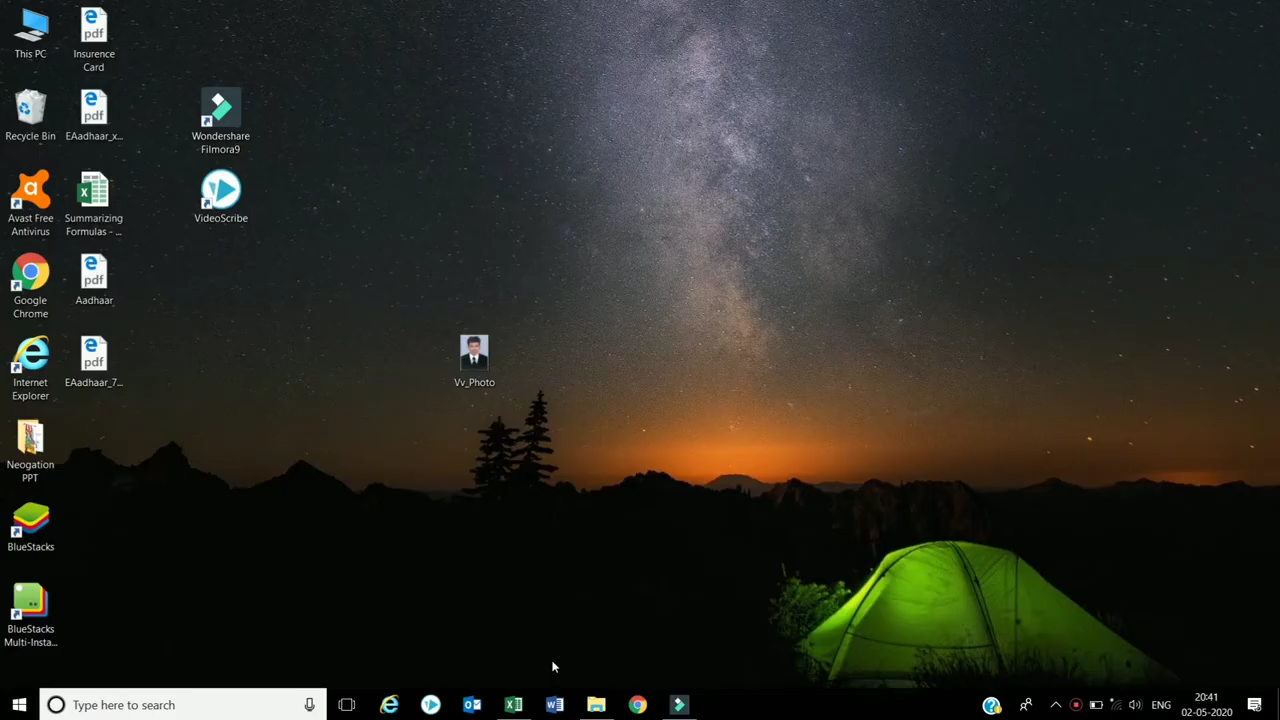 This PC
Insurence
Card
Recycle Bin
EAadhaar_x...
Wondershare
Filmora9
Avast Free
Antivirus
Summarizing
Formulas - ...
VideoScribe
Google
Chrome
Aadhaar
Internet
Explorer
EAadhaar_7...
Vv_Photo
Neogation
PPT
BlueStacks
BlueStacks
Multi-Insta...
Type here to search
ENG
20:41
02-05-2020